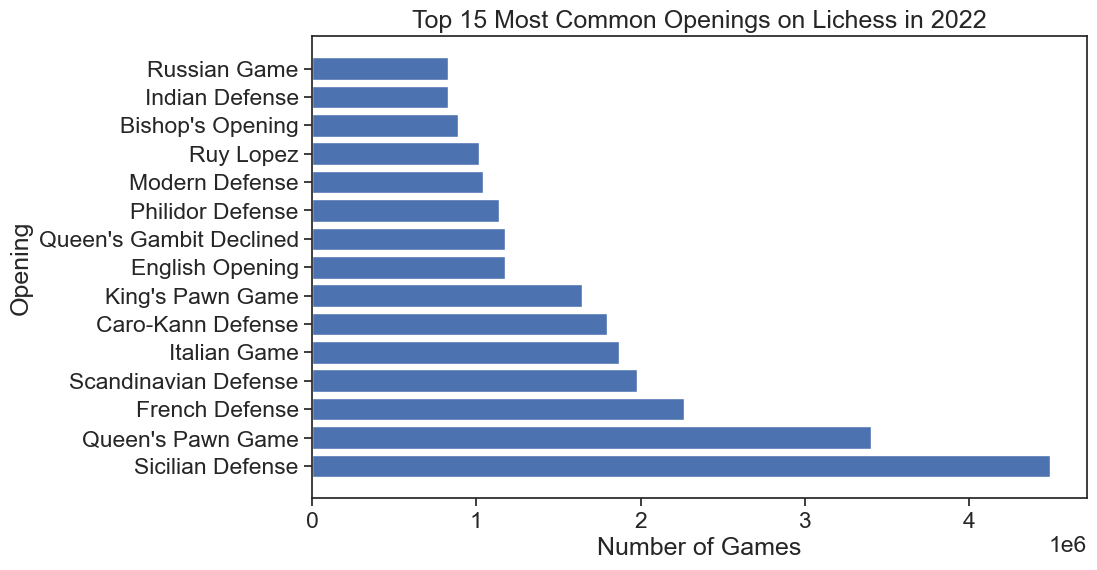 Top 15 Most Common Openings on Lichess in 2022
Opening
Russian Game
Indian Defense
Bishop's Opening
Ruy Lopez
Modern Defense
Philidor Defense
Queen's Gambit Declined
English Opening
King's Pawn Game
Caro-Kann Defense
Italian Game
Scandinavian Defense
French Defense
Queen's Pawn Game
Sicilian Defense
0 1 2 3 4
1e6
Number of Games